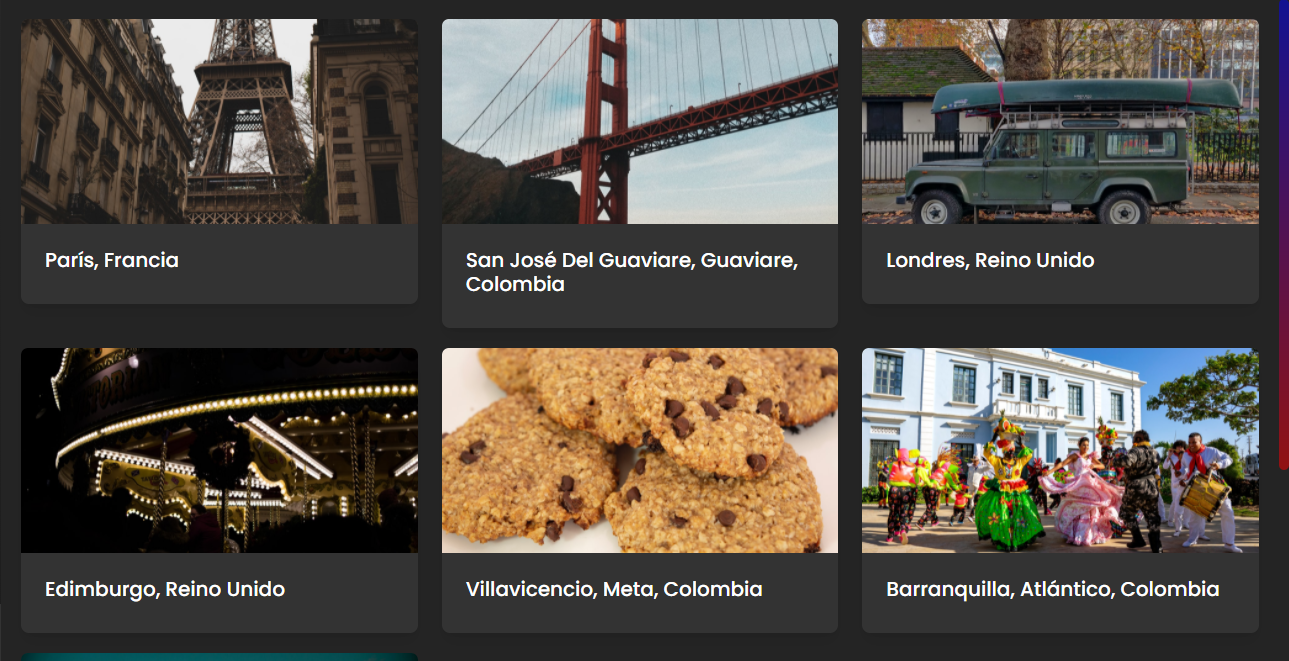 París, Francia
San José Del Guaviare, Guaviare,
Colombia
Londres, Reino Unido
Edimburgo, Reino Unido
Villavicencio, Meta, Colombia
Barranquilla, Atlántico, Colombia